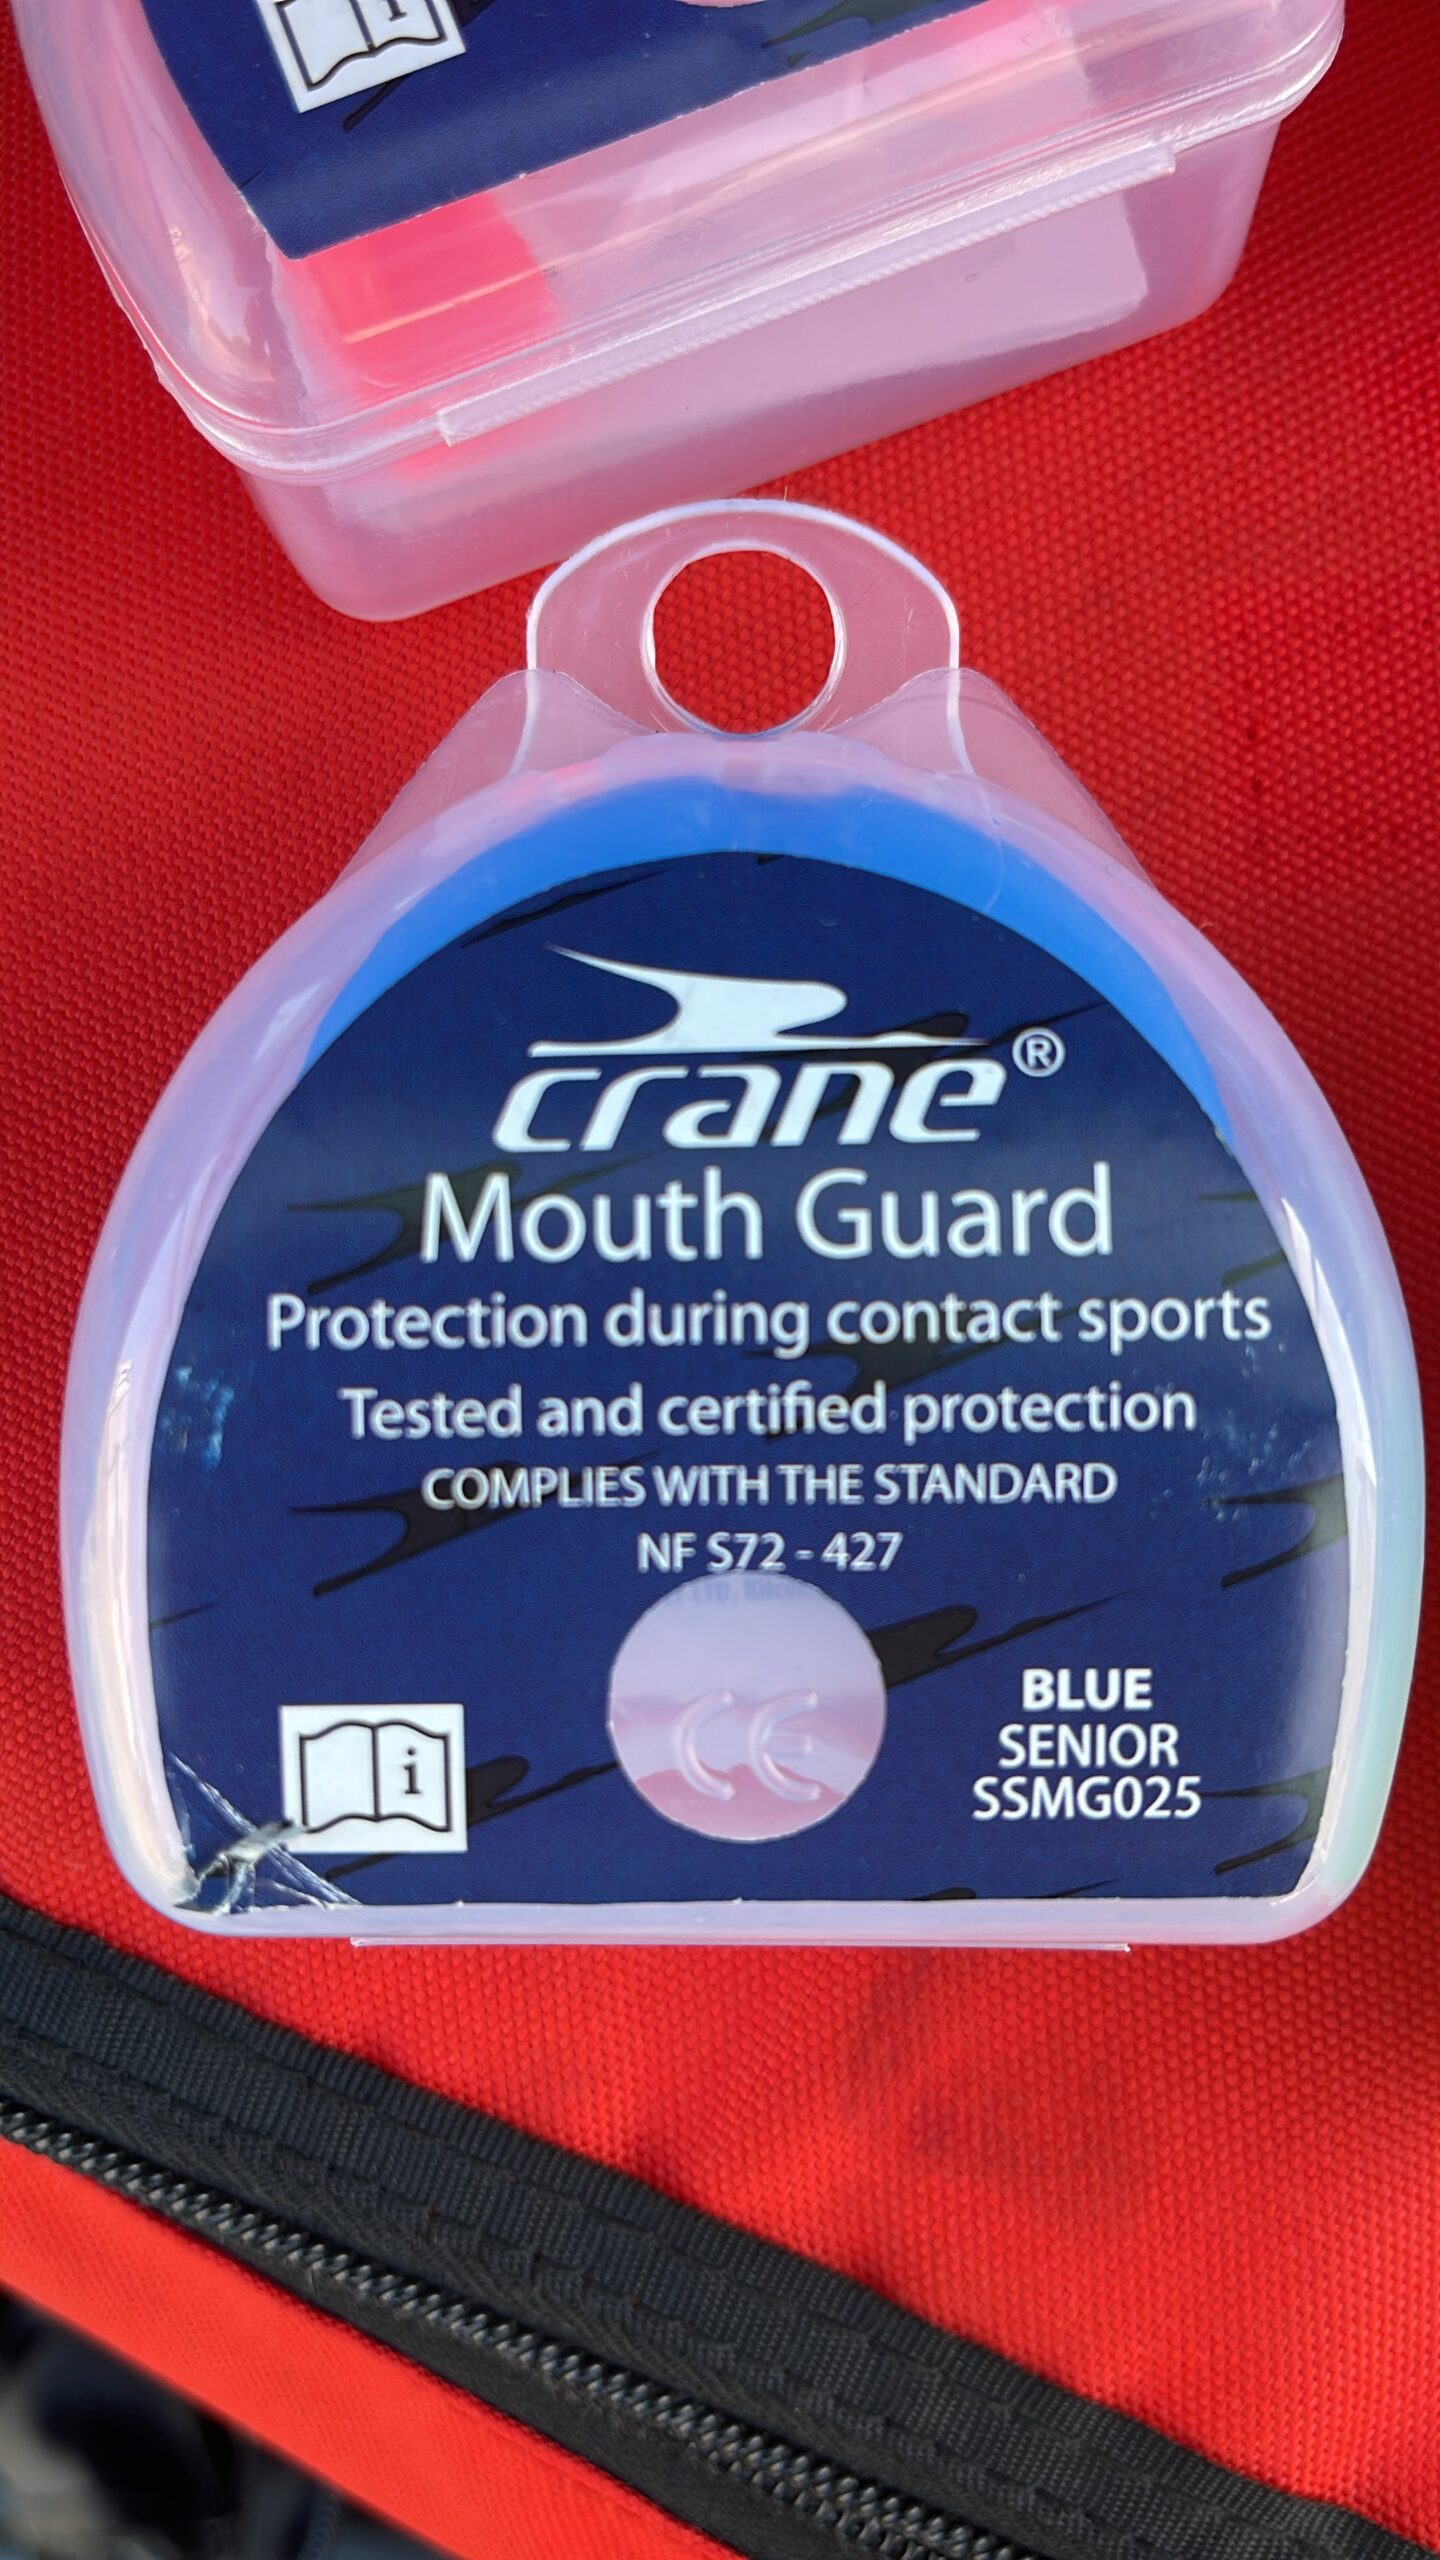 i
crane®
Mouth Guard
Protection during contact sports
Tested and certified protection
COMPLIES WITH THE STANDARD
NF S72 - 427
LTD,
CE
i
BLUE
SENIOR
SSMG025